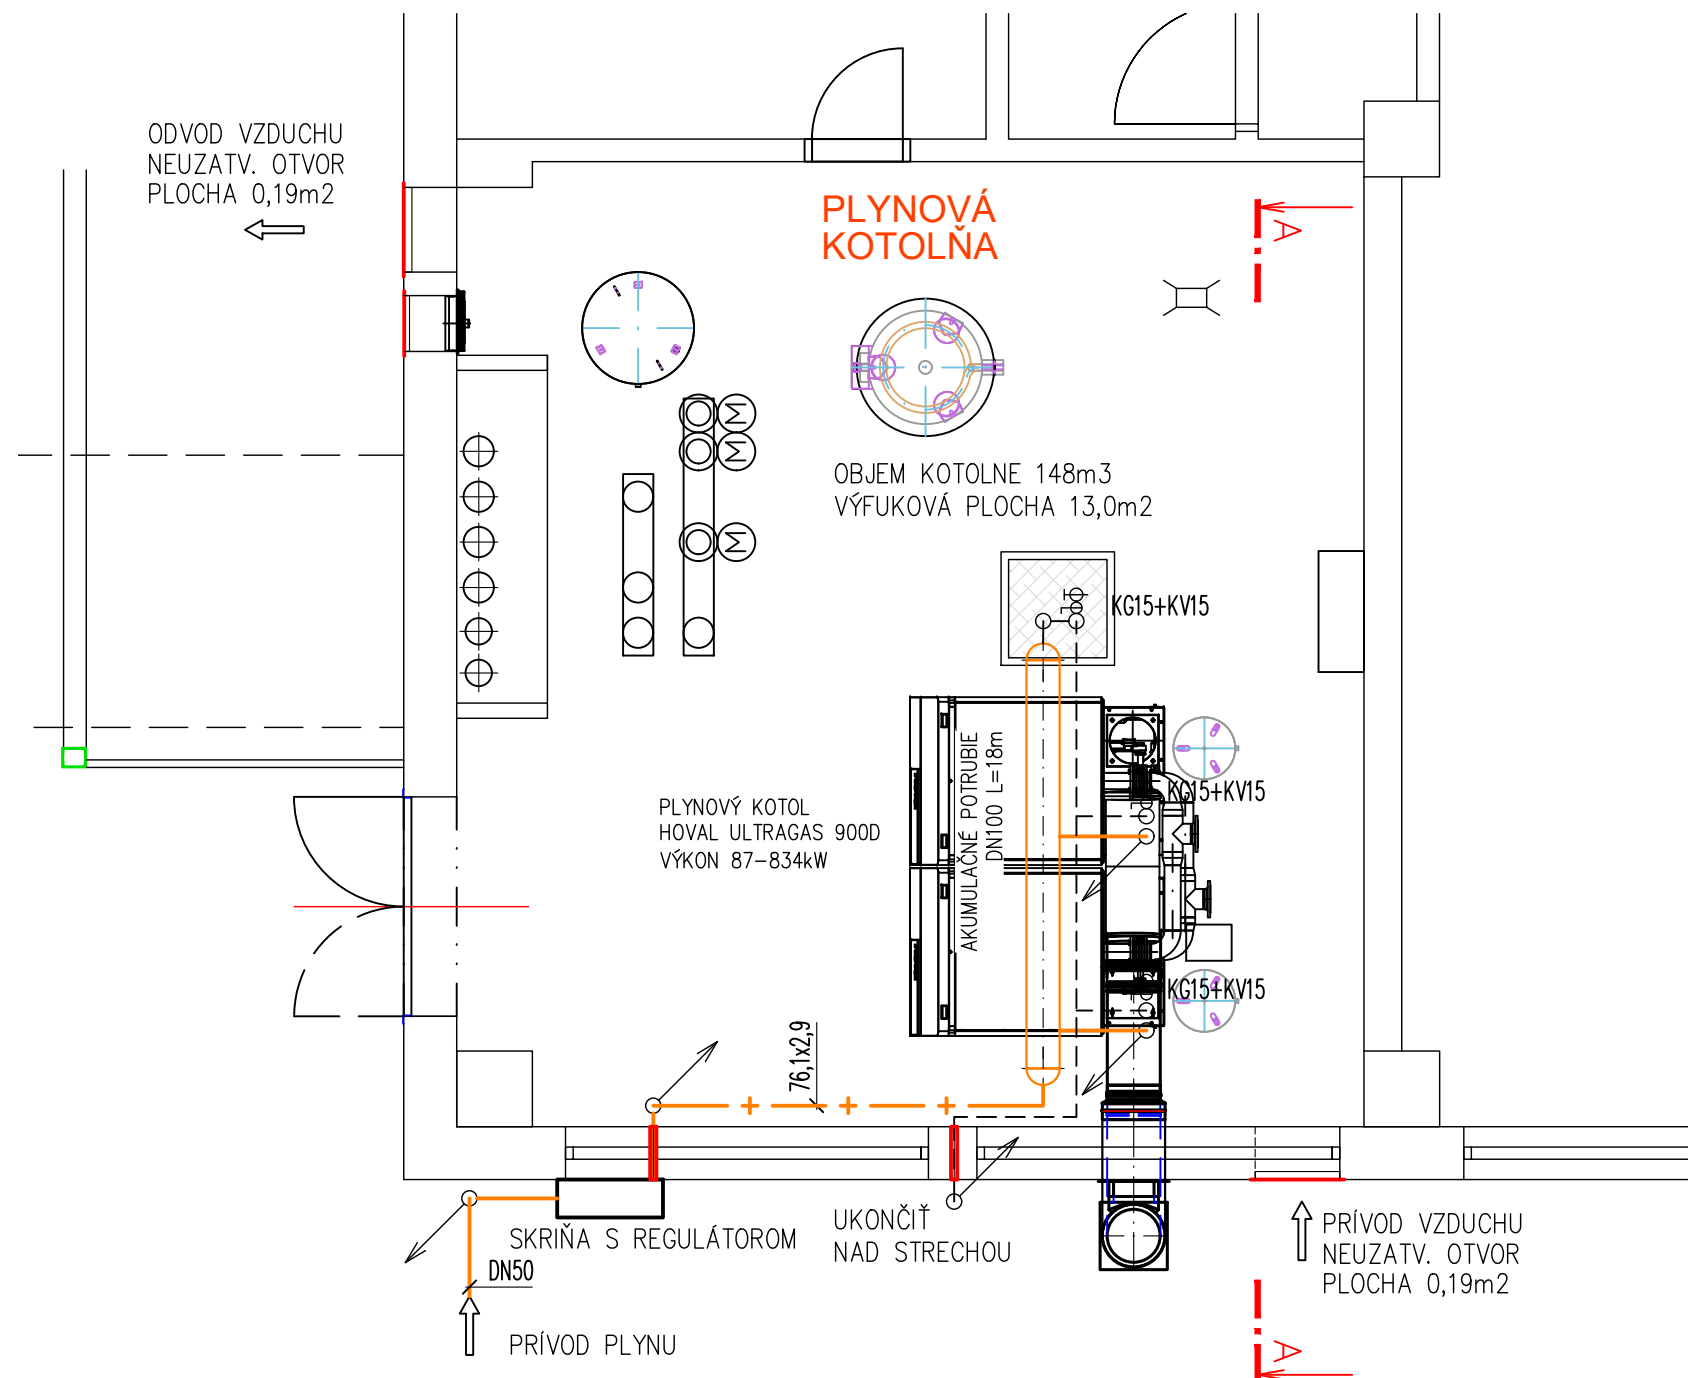 ODVOD VZDUCHU
NEUZATV. OTVOR
PLOCHA 0,19m2
PLYNOVÁ
KOTOLŇA
A
M
M
M
OBJEM KOTOLNE 148m3
VÝFUKOVÁ PLOCHA 13,0m2
KG15+KV15
AKUMULAČNÉ POTRUBIE
DN100 L=18m
KG15+KV15
PLYNOVÝ KOTOL
HOVAL ULTRAGAS 900D
VÝKON 87-834kW
KG15+KV15
76,1x2,9
SKRIŇA S REGULÁTOROM
DN50
PRÍVOD PLYNU
UKONČIŤ
NAD STRECHOU
PRÍVOD VZDUCHU
NEUZATV. OTVOR
PLOCHA 0,19m2
A